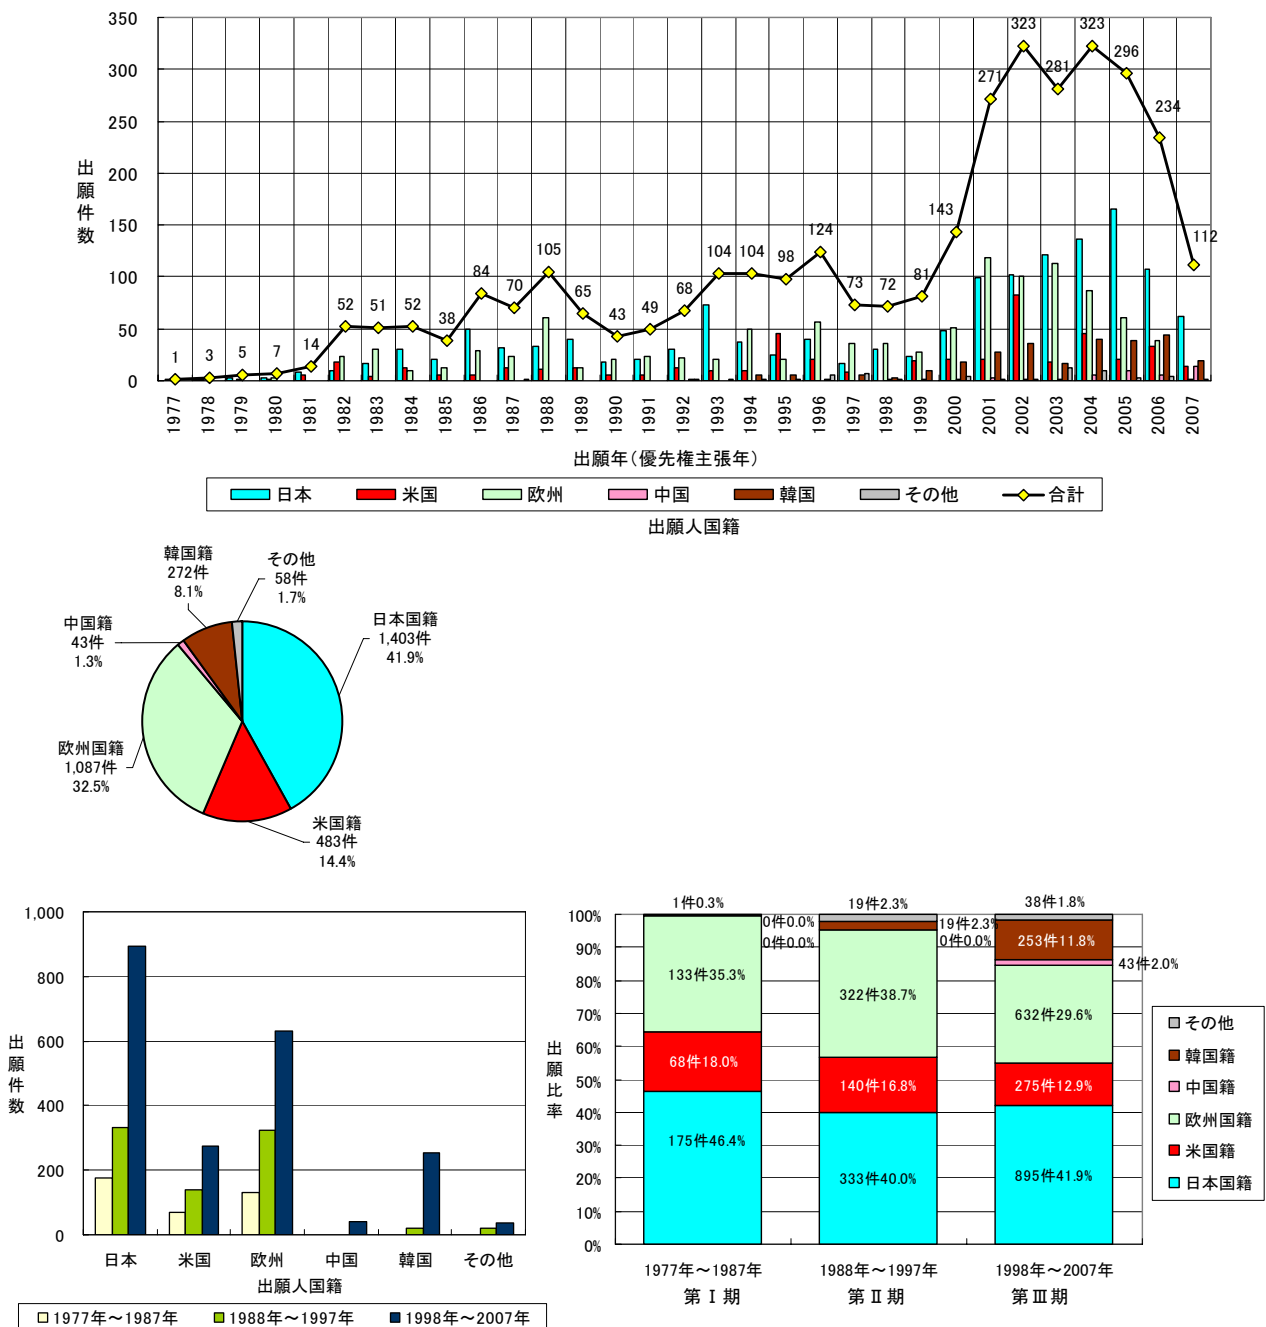 350
300
250
200
150
100
50
0
出願件数
1
3
5
7
14
52
51
52
38
84
70
105
65
43
49
68
104
104
98
124
73
72
81
143
271
323
281
323
296
234
112
1977
1978
1979
1980
1981
1982
1983
1984
1985
1986
1987
1988
1989
1990
1991
1992
1993
1994
1995
1996
1997
1998
1999
2000
2001
2002
2003
2004
2005
2006
2007
出願年(優先権主張年)
日本 米国 欧州 中国 韓国 その他 合計
出願人国籍
韓国籍
272件
8.1%
その他
58件
1.7%
中国籍
43件
1.3%
日本国籍
1,403件
41.9%
欧州国籍
1,087件
32.5%
米国籍
483件
14.4%
1,000
800
600
400
200
0
出願件数
日本 米国 欧州 中国 韓国 その他
出願人国籍
1977年~1987年 1988年~1997年 1998年~2007年
100%
90%
80%
70%
60%
50%
40%
30%
20%
10%
0%
出願比率
1件0.3%
0件0.0%
0件0.0%
133件35.3%
68件18.0%
175件46.4%
19件2.3%
19件2.3%
0件0.0%
322件38.7%
140件16.8%
333件40.0%
38件1.8%
253件11.8%
43件2.0%
632件29.6%
275件12.9%
895件41.9%
1977年~1987年
第Ⅰ期
1988年~1997年
第Ⅱ期
1998年~2007年
第Ⅲ期
その他
韓国籍
中国籍
欧州国籍
米国籍
日本国籍